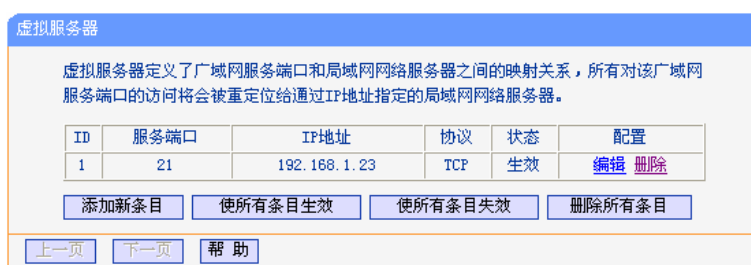 虚拟服务器
虚拟服务器定义了广域网服务端口和局域网网络服务器之间的映射关系，所有对该广域网
服务端口的访问将会被重定位给通过IP地址指定的局域网网络服务器。
ID 服务端口 IP地址 协议 状态 配置
1 21 192.168.1.23 TCP 生效 编辑 删除
添加新条目 使所有条目生效 使所有条目失效 删除所有条目
上一页 下一页 帮 助